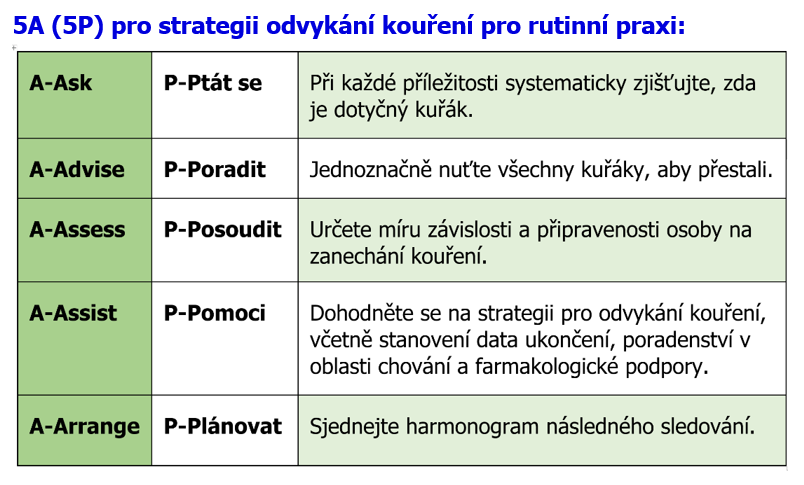 5A (5P) pro strategii odvykání kouření pro rutinní praxi:
A-Ask P-Ptát se Při každé příležitosti systematicky zjišťujte, zda
je dotyčný kuřák.
A-Advise P-Poradit Jednoznačně nuťte všechny kuřáky, aby přestali.
A-Assess P-Posoudit Určete míru závislosti a připravenosti osoby na
zanechání kouření.
A-Assist P-Pomoci Dohodněte se na strategii pro odvykání kouření,
včetně stanovení data ukončení, poradenství v
oblasti chování a farmakologické podpory.
A-Arrange P-Plánovat Sjednejte harmonogram následného sledování.